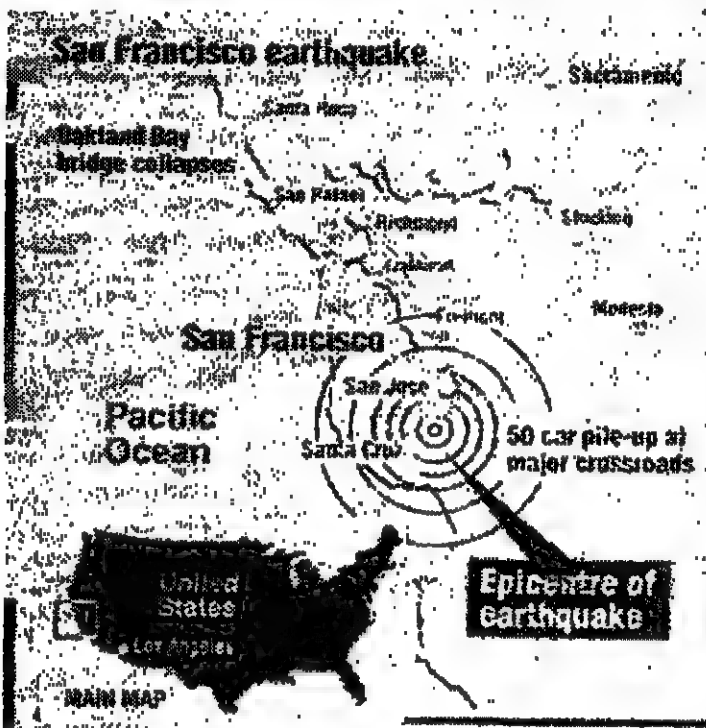 San Francisco earthquake
Sacramento
Santa Rosa
Oakland Bay
bridge collapses
San Rafael
Richmond
Stockton
Oakland
Fremont
Modesto
San Francisco
San Jose
Pacific
Ocean
Santa Cruz
50 car pile-up at
major crossroads
United
States
Los Angeles
MAIN MAP
Epicentre of
earthquake